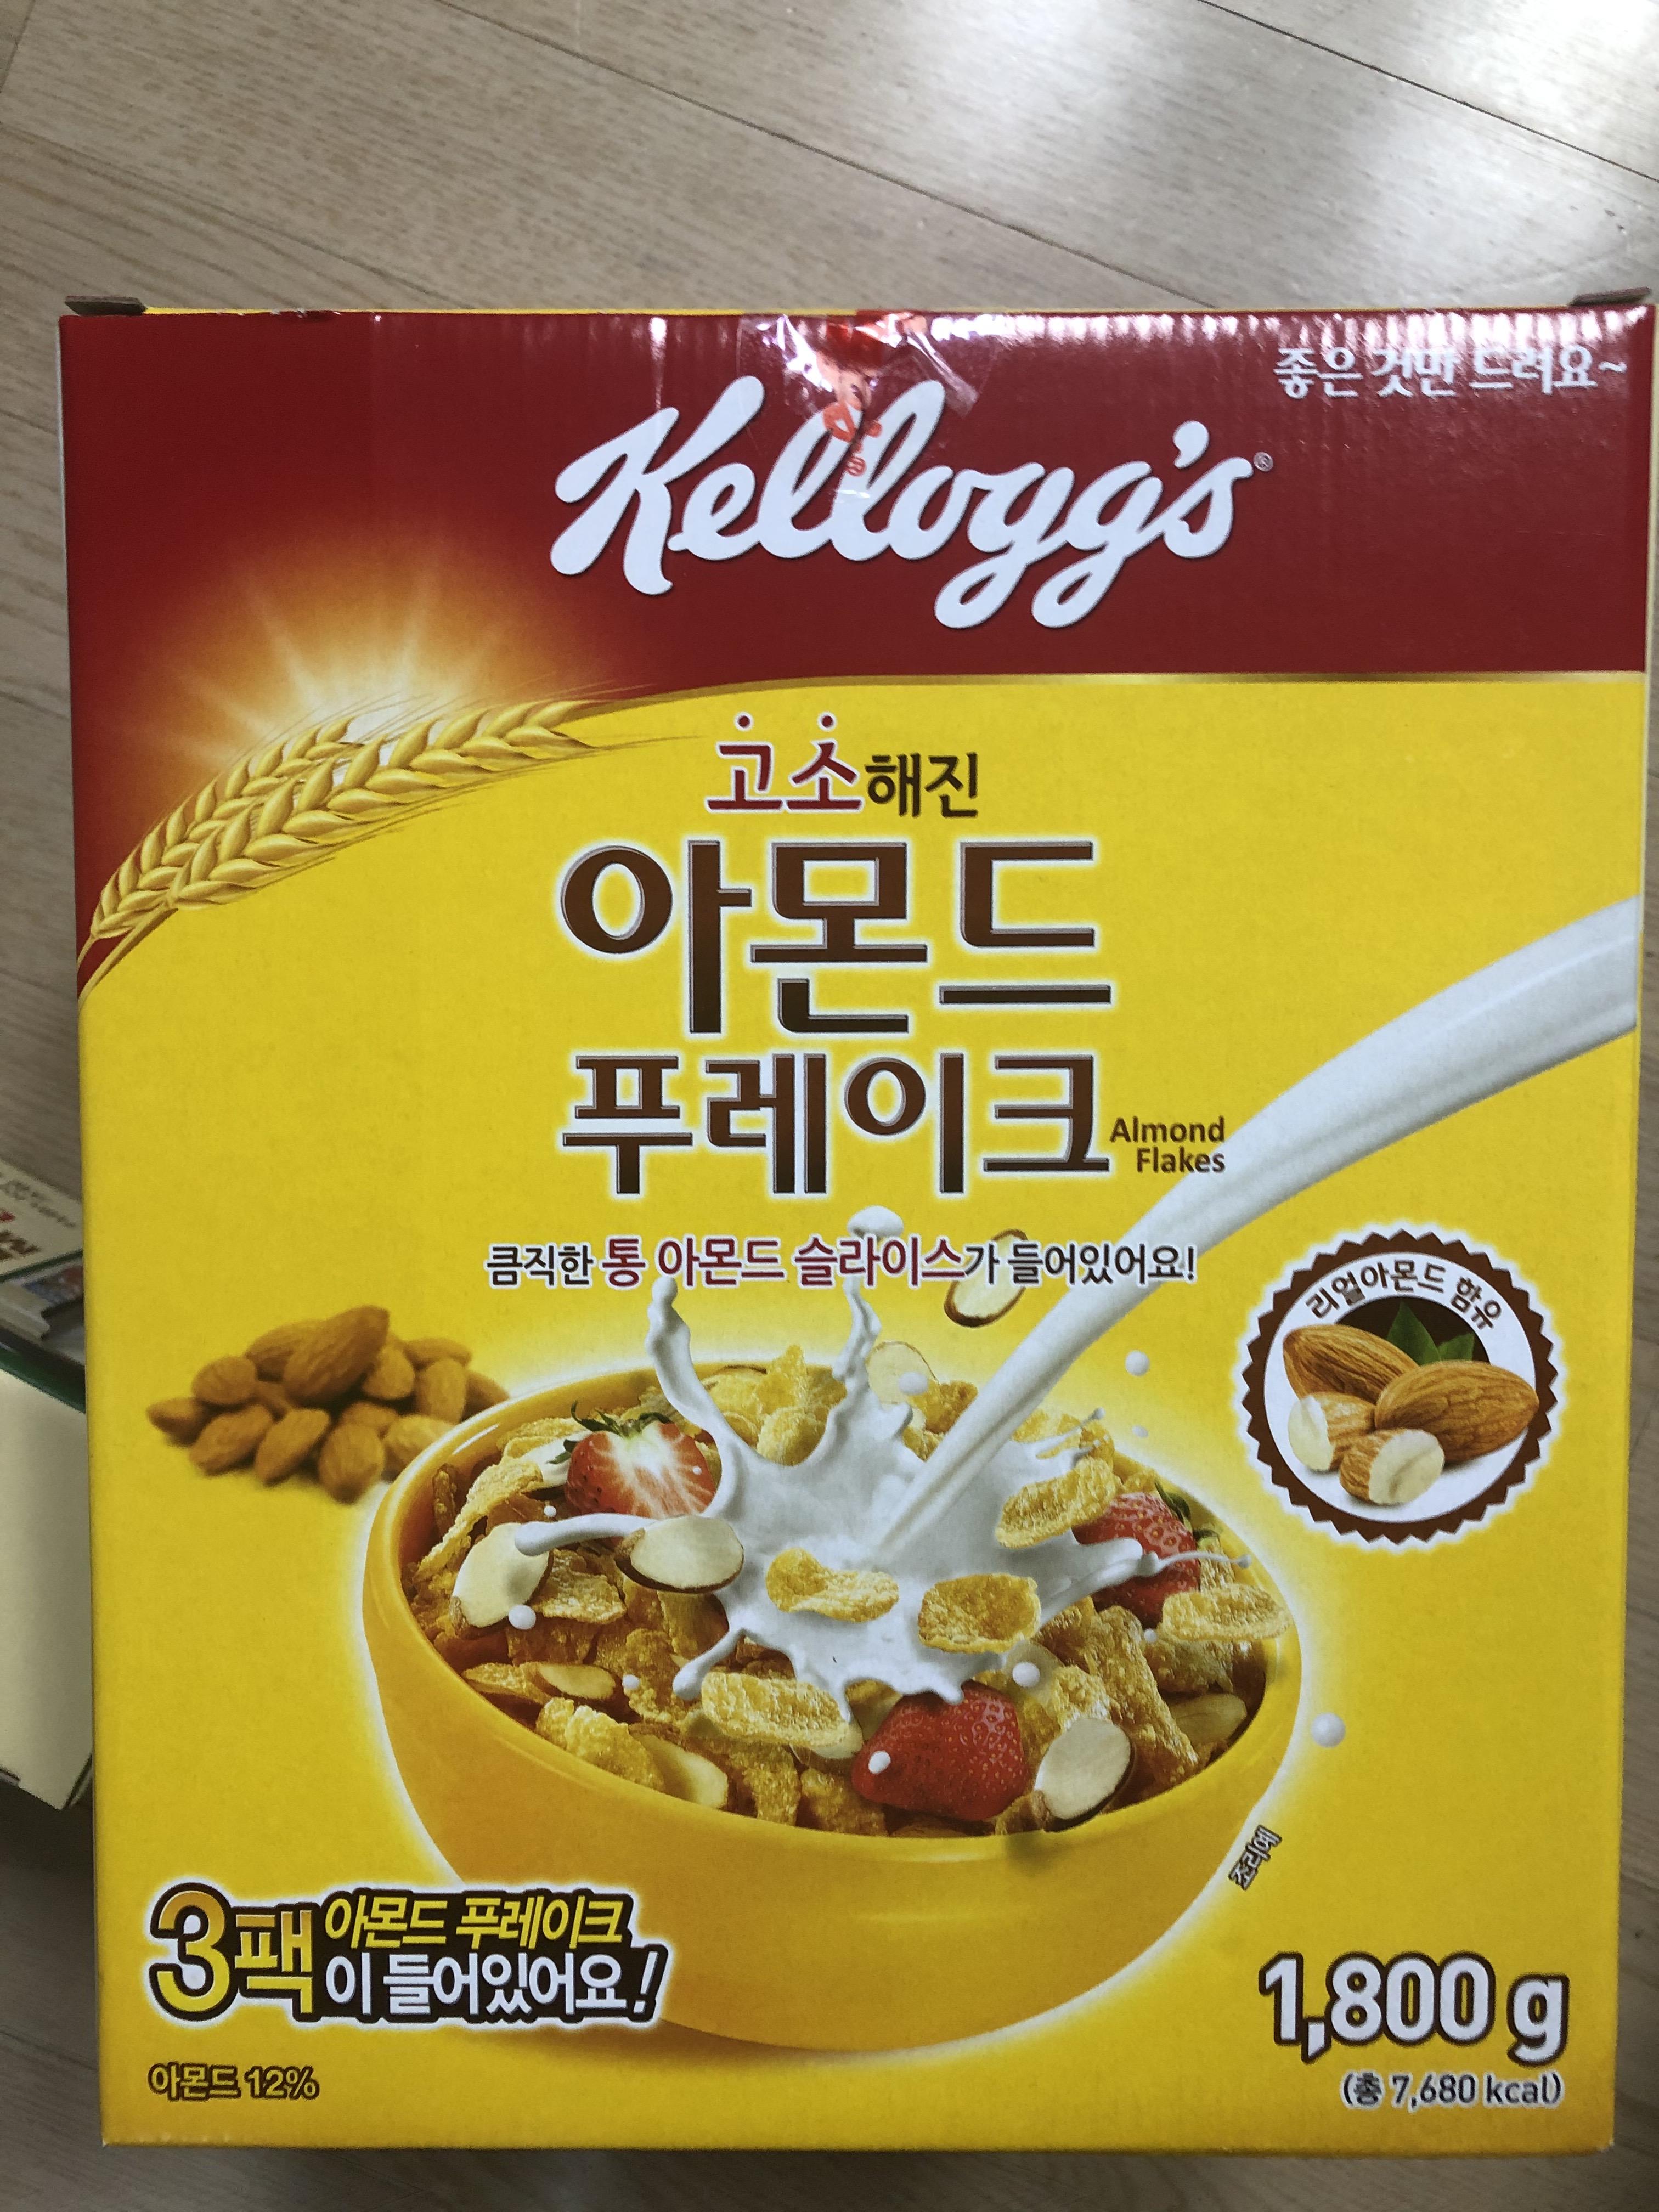 좋은 것만 드려요~
Kellogg's®
고소해진
아몬드
푸레이크
Almond
Flakes
큼직한 통 아몬드 슬라이스가 들어있어요!
리얼아몬드 함유
조리예
3팩 아몬드 푸레이크
이 들어있어요!
1,800 g
(총 7,680 kcal)
아몬드 12%